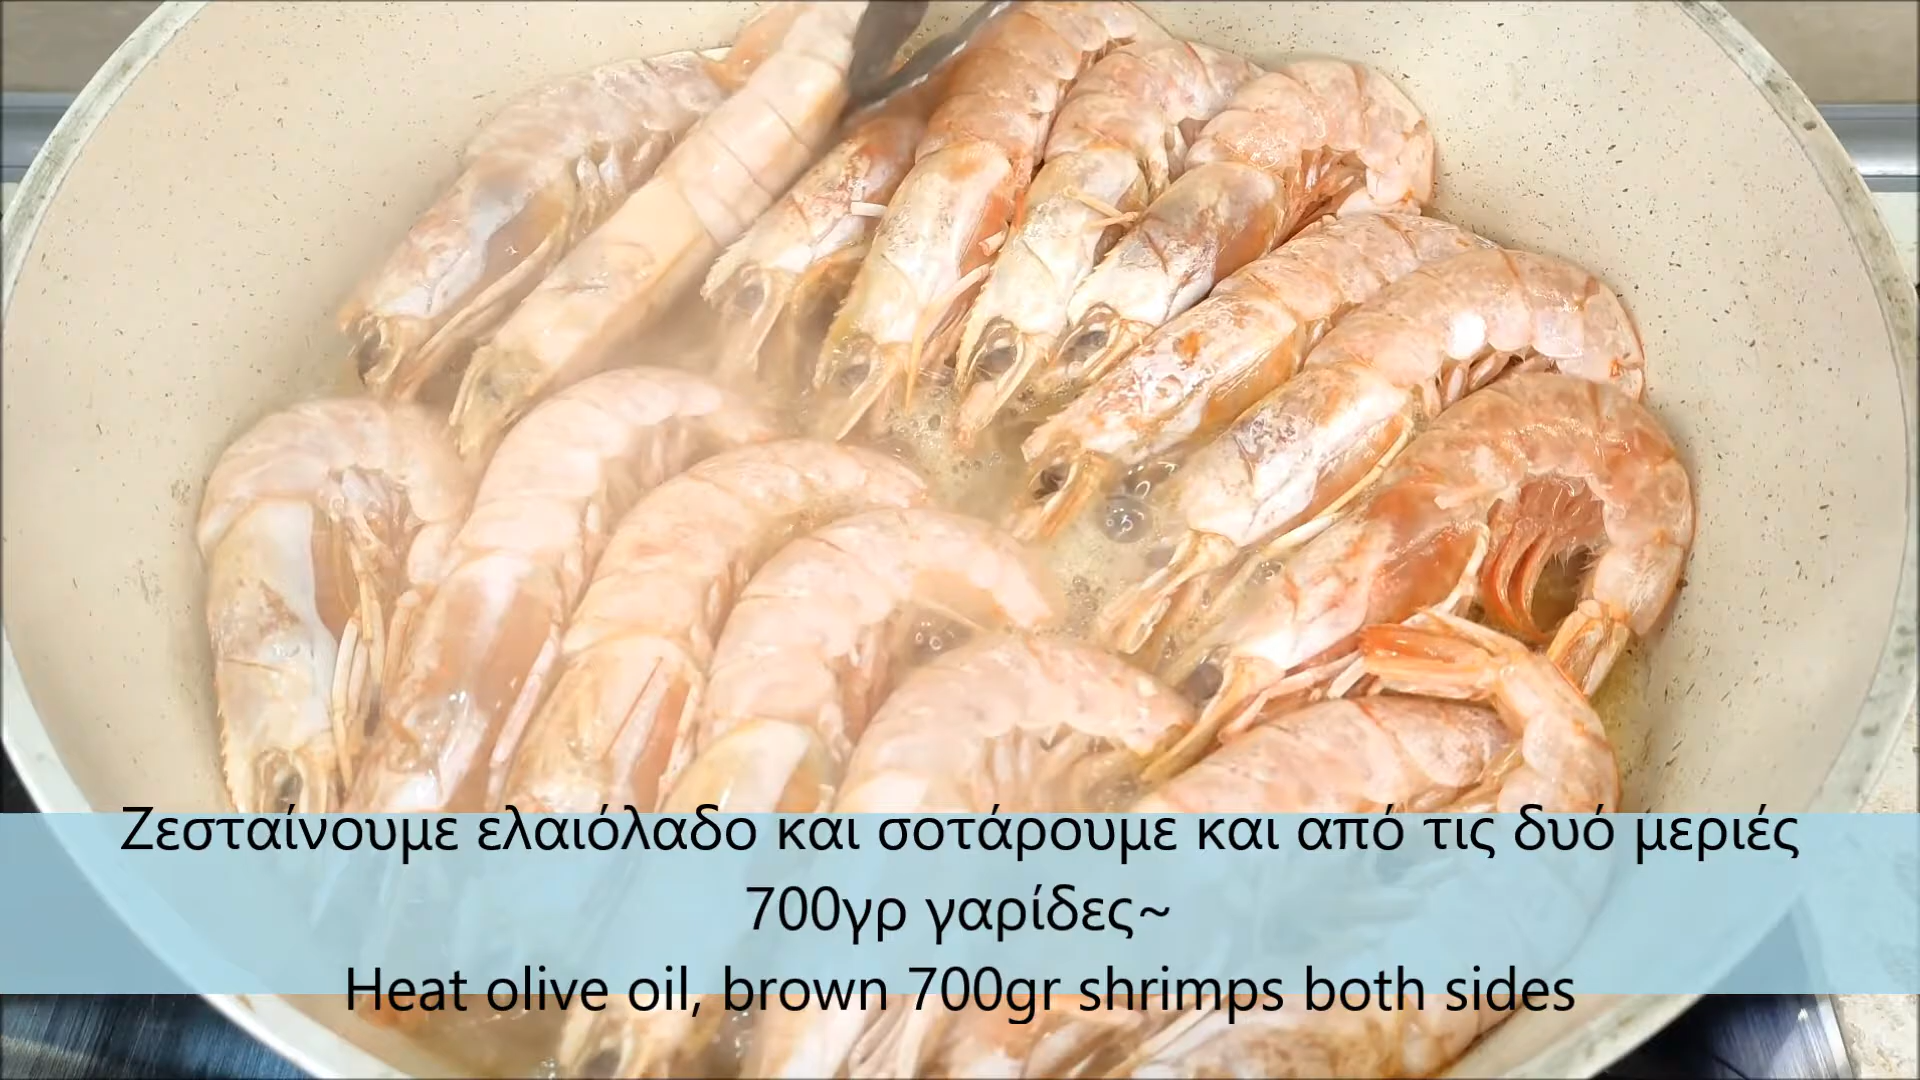 Ζεσταίνουμε ελαιόλαδο και σοτάρουμε και από τις δυό μεριές
700γρ γαρίδες~
Heat olive oil, brown 700gr shrimps both sides